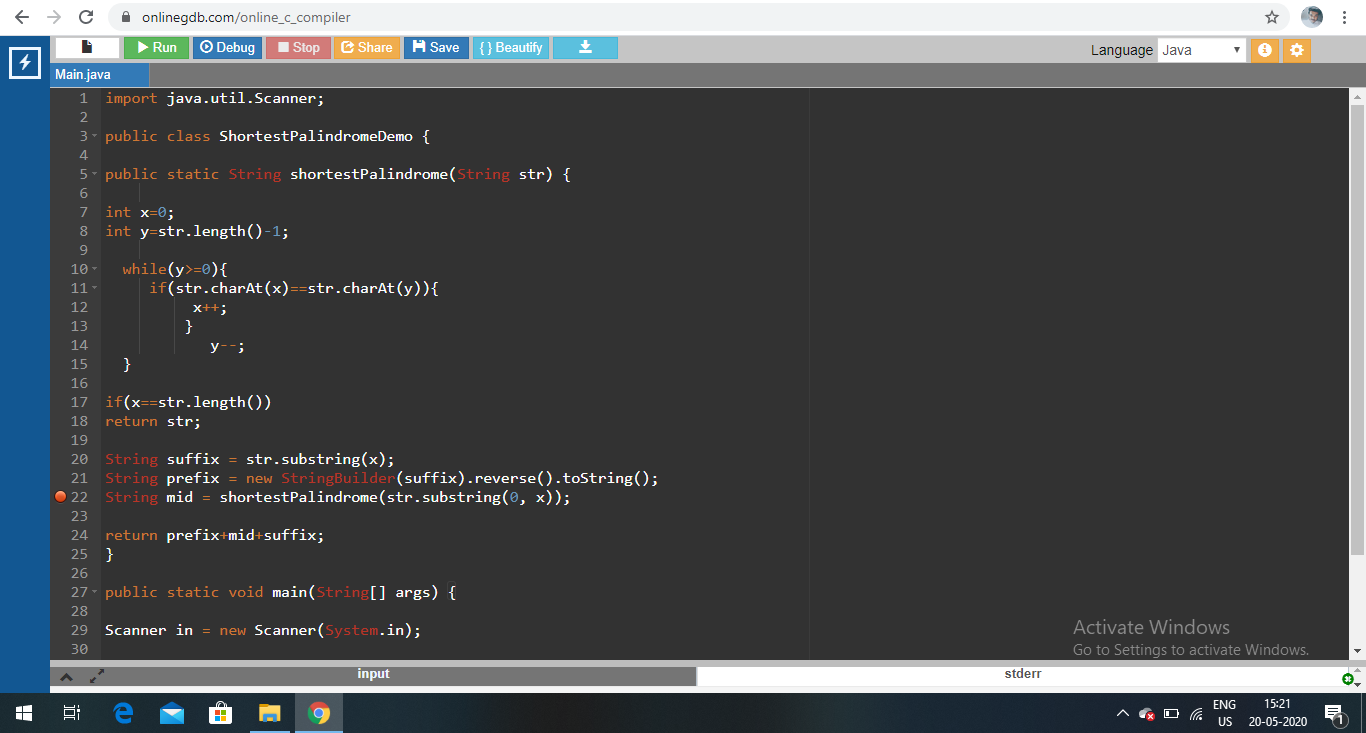 onlinegdb.com/online_c_compiler
Run Debug Stop Share Save { } Beautify Language Java
Main.java
1 import java.util.Scanner;
2
3 public class ShortestPalindromeDemo {
4
5 public static String shortestPalindrome(String str) {
6
7 int x=0;
8 int y=str.length()-1;
9
10 while(y>=0){
11 if(str.charAt(x)==str.charAt(y)){
12 x++;
13 }
14 y--;
15 }
16
17 if(x==str.length())
18 return str;
19
20 String suffix = str.substring(x);
21 String prefix = new StringBuilder(suffix).reverse().toString();
22 String mid = shortestPalindrome(str.substring(0, x));
23
24 return prefix+mid+suffix;
25 }
26
27 public static void main(String[] args) {
28
29 Scanner in = new Scanner(System.in);
30
Activate Windows
Go to Settings to activate Windows.
input stderr
ENG 15:21
US 20-05-2020 1